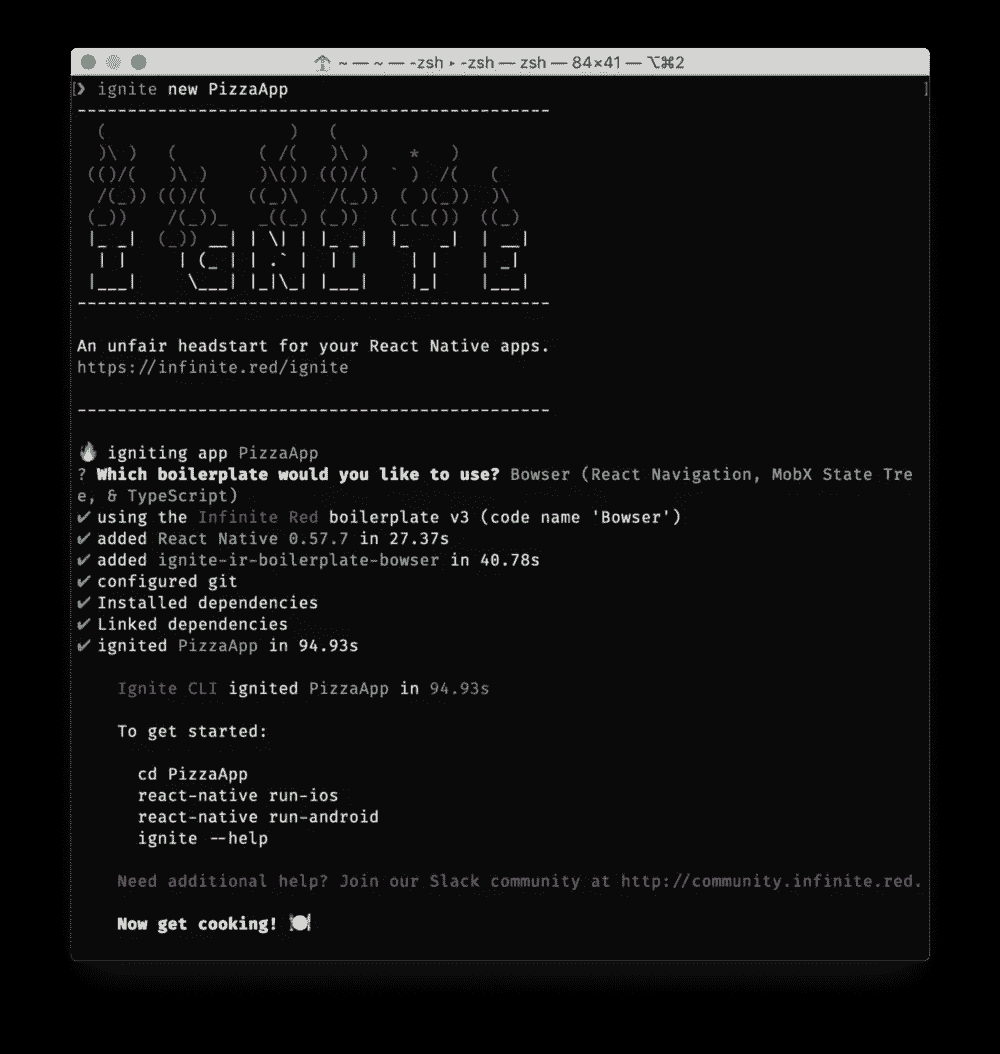 ~ — ~ — -zsh ▸ -zsh — zsh — 84×41 — ⌥⌘2
❯ ignite new PizzaApp
IGNITE
An unfair headstart for your React Native apps.
https://infinite.red/ignite
igniting app PizzaApp
? Which boilerplate would you like to use? Bowser (React Navigation, MobX State Tre
e, & TypeScript)
✔ using the Infinite Red boilerplate v3 (code name 'Bowser')
✔ added React Native 0.57.7 in 27.37s
✔ added ignite-ir-boilerplate-bowser in 40.78s
✔ configured git
✔ Installed dependencies
✔ Linked dependencies
✔ ignited PizzaApp in 94.93s
Ignite CLI ignited PizzaApp in 94.93s
To get started:
cd PizzaApp
react-native run-ios
react-native run-android
ignite --help
Need additional help? Join our Slack community at http://community.infinite.red.
Now get cooking! 🍽